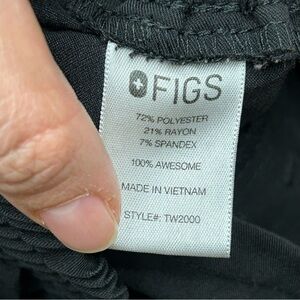 FIGS
72% POLYESTER
21% RAYON
7% SPANDEX
100% AWESOME
MADE IN VIETNAM
STYLE#: TW2000